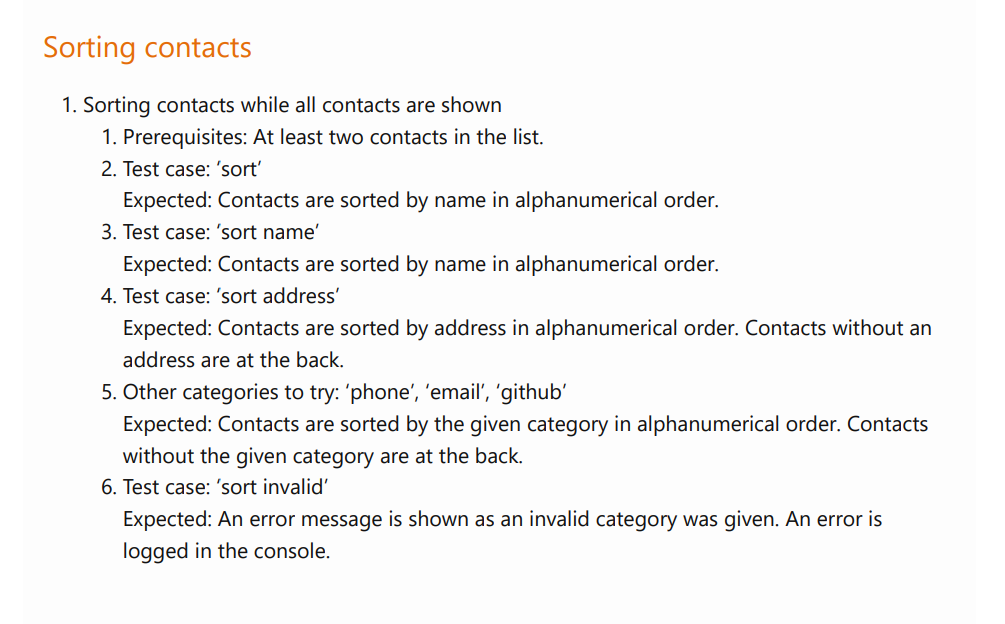 Sorting contacts
1. Sorting contacts while all contacts are shown
1. Prerequisites: At least two contacts in the list.
2. Test case: ‘sort’
Expected: Contacts are sorted by name in alphanumerical order.
3. Test case: ‘sort name’
Expected: Contacts are sorted by name in alphanumerical order.
4. Test case: ‘sort address’
Expected: Contacts are sorted by address in alphanumerical order. Contacts without an
address are at the back.
5. Other categories to try: ‘phone’, ‘email’, ‘github’
Expected: Contacts are sorted by the given category in alphanumerical order. Contacts
without the given category are at the back.
6. Test case: ‘sort invalid’
Expected: An error message is shown as an invalid category was given. An error is
logged in the console.